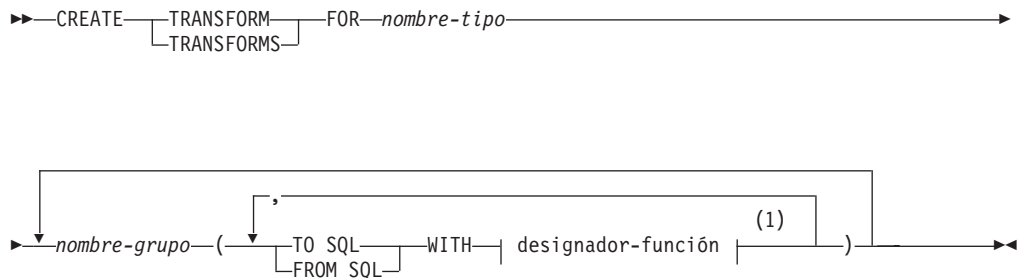 CREATE TRANSFORM FOR nombre-tipo
TRANSFORMS
,
(1)
nombre-grupo ( TO SQL WITH designador-función )
FROM SQL